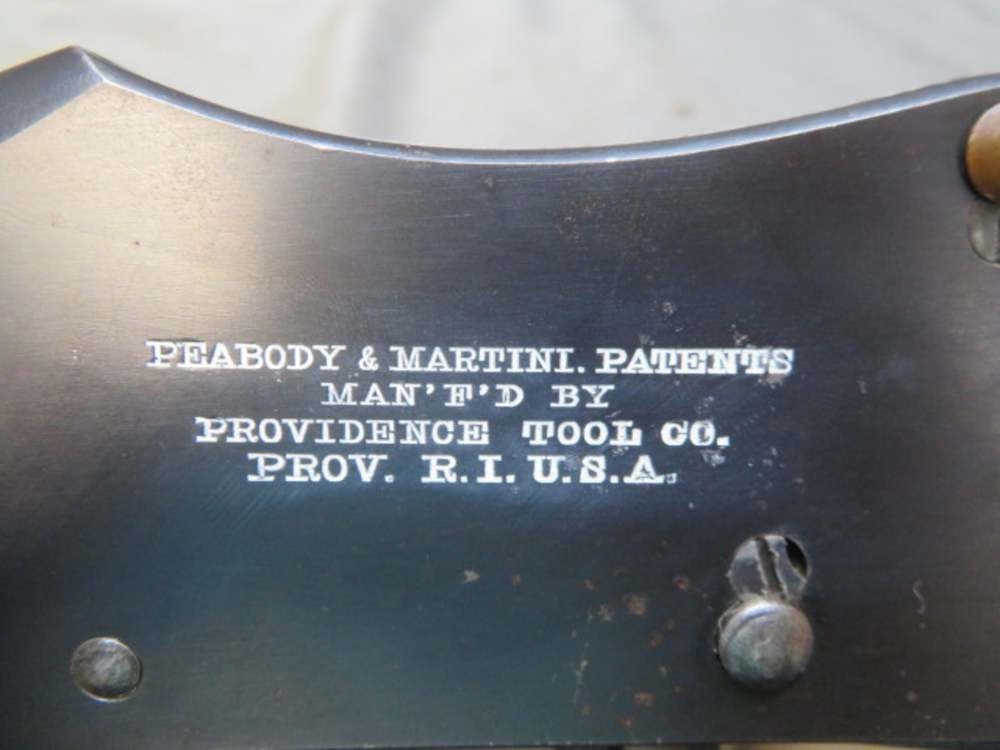 PEABODY & MARTINI. PATENTS
MAN'F'D BY
PROVIDENCE TOOL CO.
PROV. R.I. U.S.A.